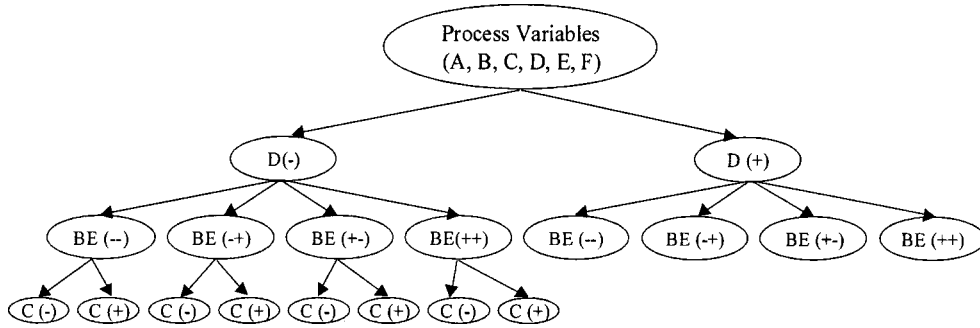 Process Variables
(A, B, C, D, E, F)
D(-)
D (+)
BE (--)
BE (-+)
BE (+-)
BE(++)
BE (--)
BE (-+)
BE (+-)
BE (++)
C (-)
C (+)
C (-)
C (+)
C (-)
C (+)
C (-)
C (+)